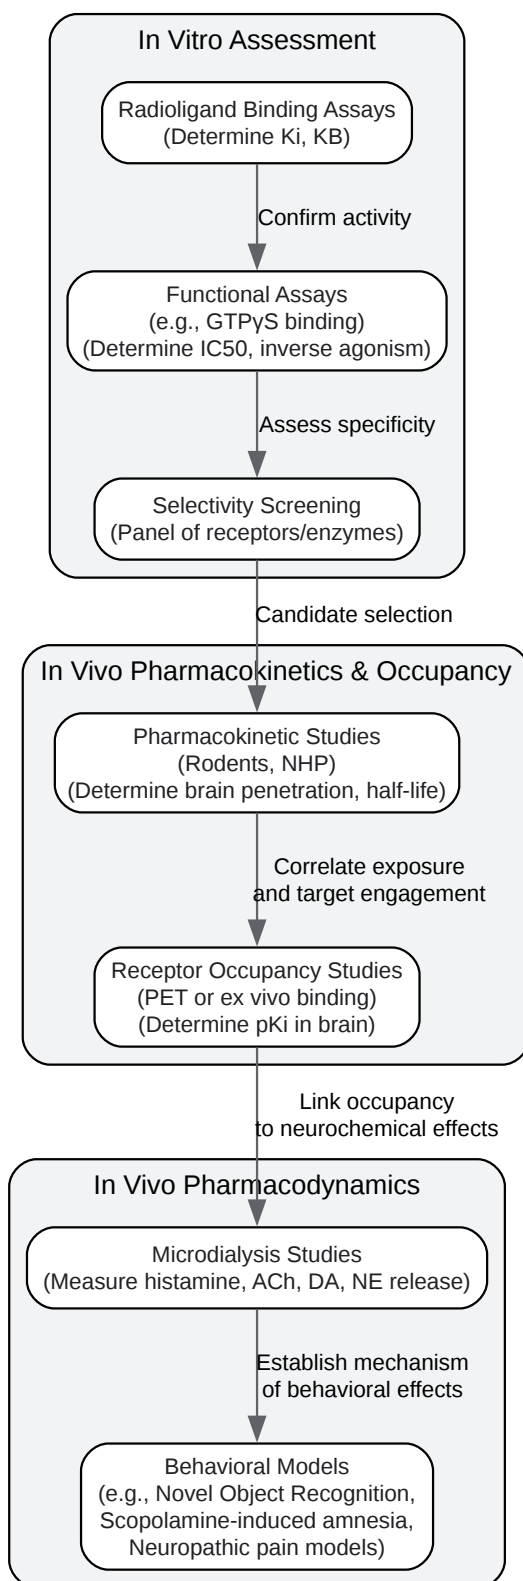 In Vitro Assessment
Radioligand Binding Assays
(Determine Ki, KB)
Confirm activity
Functional Assays
(e.g., GTPγS binding)
(Determine IC50, inverse agonism)
Assess specificity
Selectivity Screening
(Panel of receptors/enzymes)
Candidate selection
In Vivo Pharmacokinetics & Occupancy
Pharmacokinetic Studies
(Rodents, NHP)
(Determine brain penetration, half-life)
Correlate exposure
and target engagement
Receptor Occupancy Studies
(PET or ex vivo binding)
(Determine pKi in brain)
Link occupancy
to neurochemical effects
In Vivo Pharmacodynamics
Microdialysis Studies
(Measure histamine, ACh, DA, NE release)
Establish mechanism
of behavioral effects
Behavioral Models
(e.g., Novel Object Recognition,
Scopolamine-induced amnesia,
Neuropathic pain models)